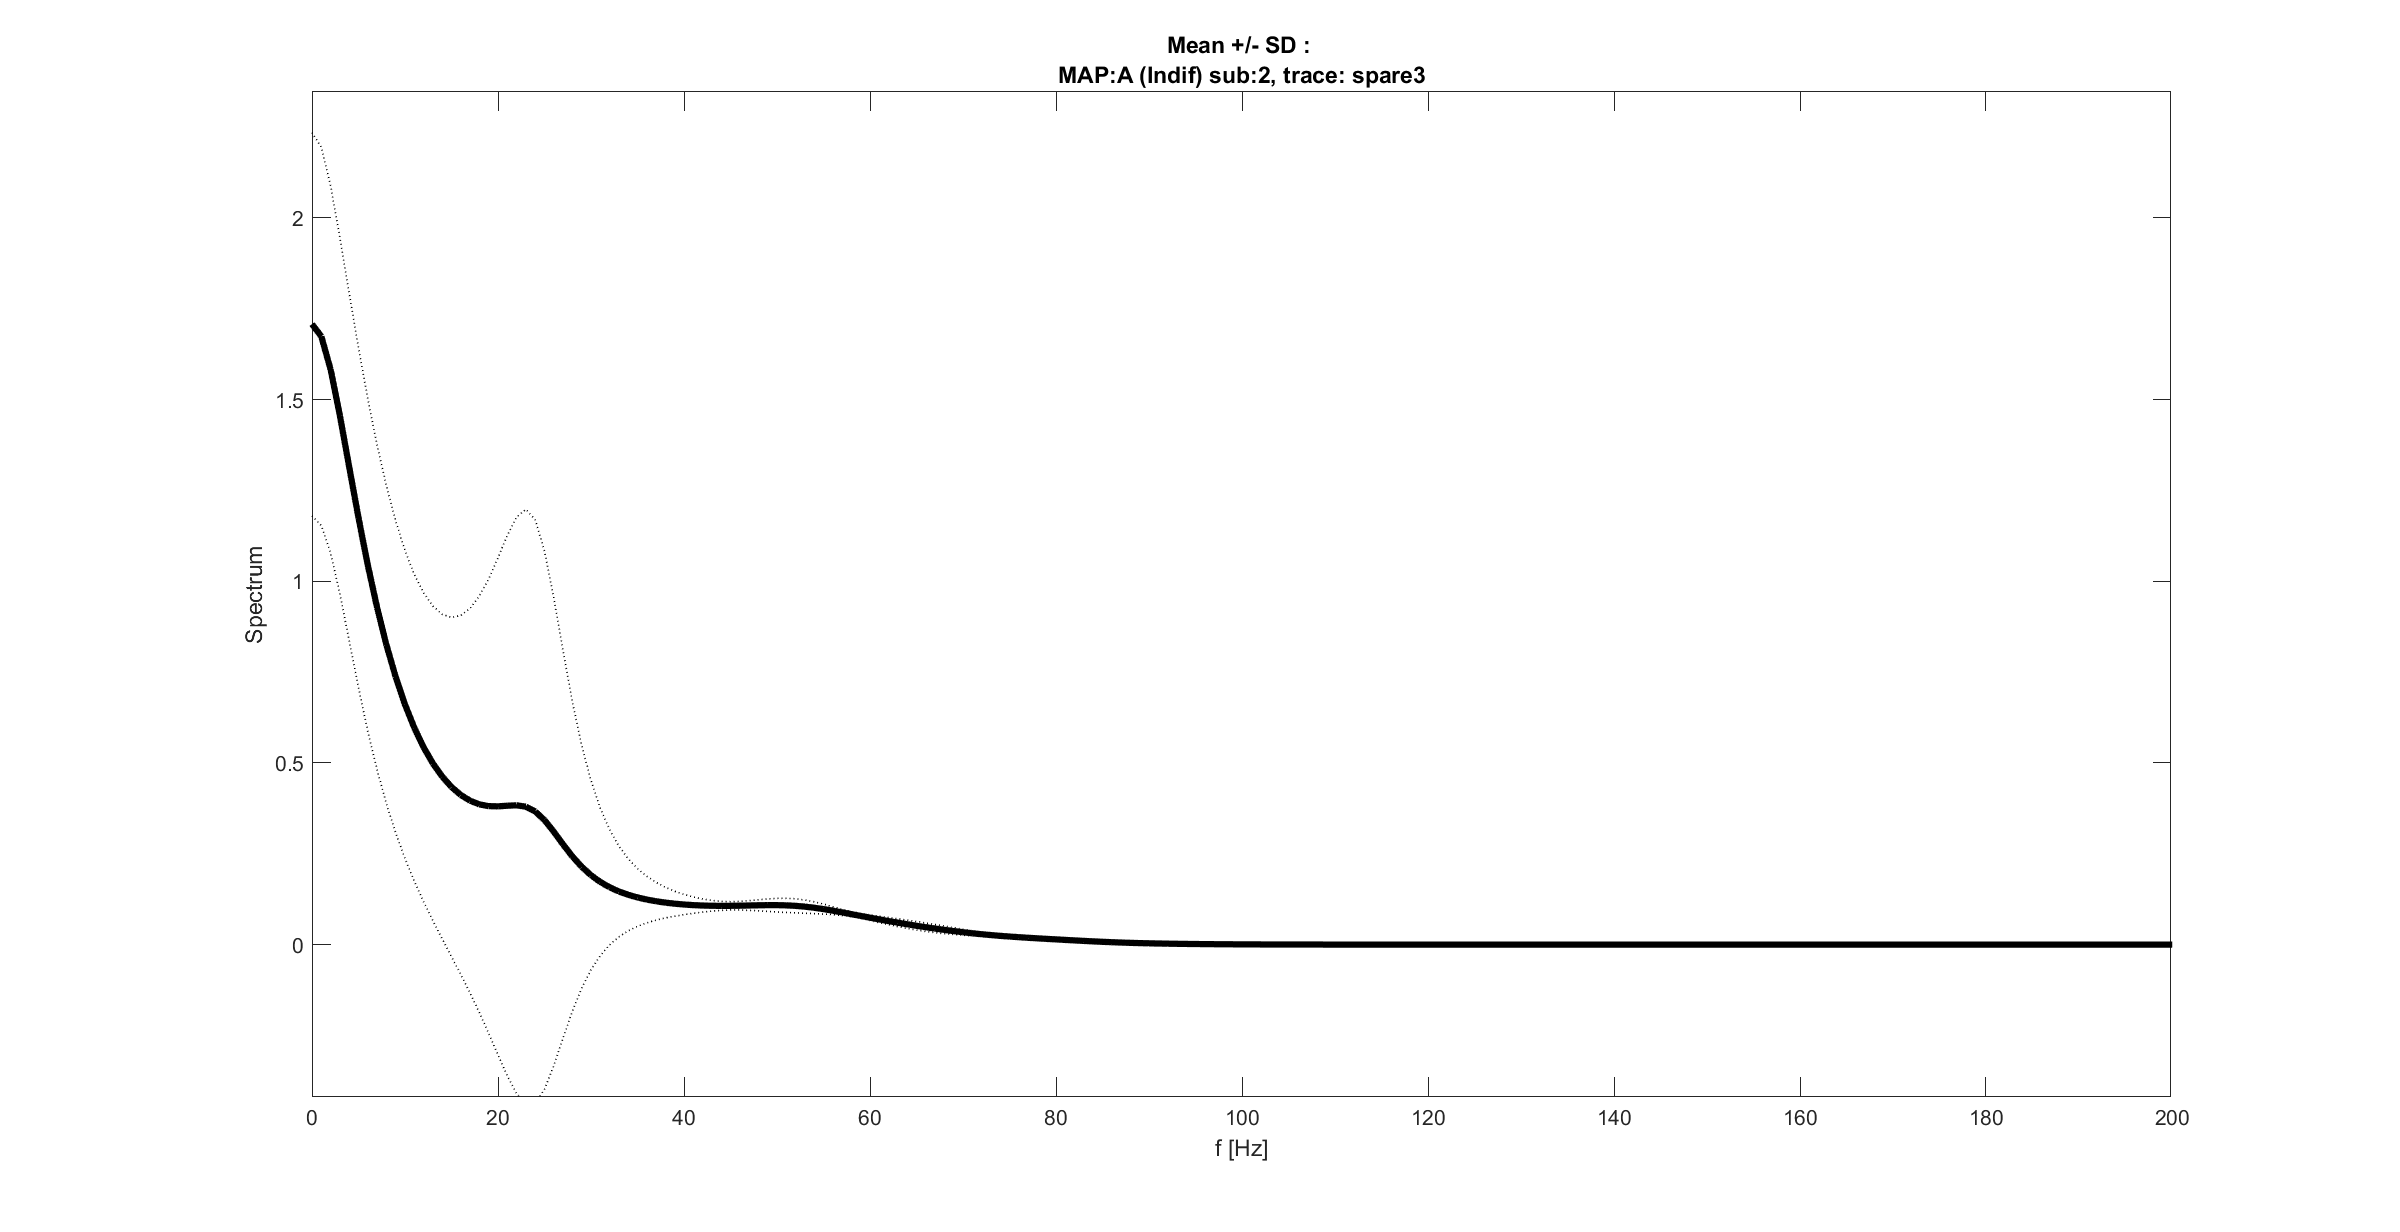 Mean +/- SD :
MAP:A (Indif) sub:2, trace: spare3
2
1.5
1
0.5
0
Spectrum
0 20 40 60 80 100 120 140 160 180 200
f [Hz]